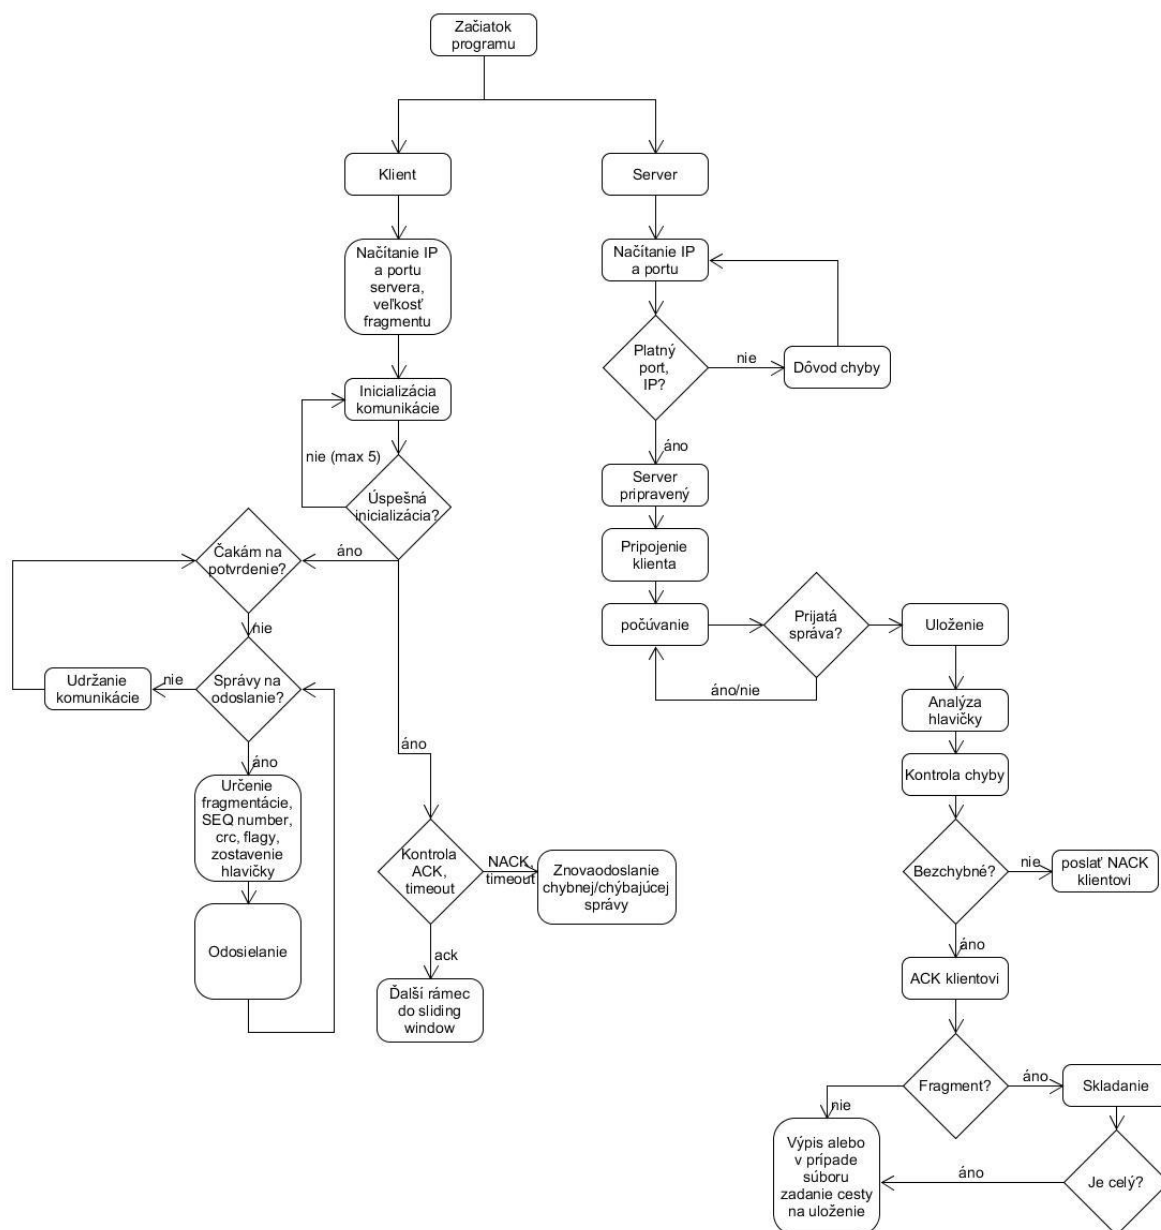 Začiatok
programu
Klient
Server
Načítanie IP
a portu
servera,
veľkosť
fragmentu
Načítanie IP
a portu
Platný
port,
IP?
nie
Dôvod chyby
Inicializácia
komunikácie
nie (max 5)
áno
Úspešná
inicializácia?
Server
pripravený
Čakám na
potvrdenie?
áno
Pripojenie
klienta
nie
počúvanie
Prijatá
správa?
Uloženie
áno/nie
Udržanie
komunikácie
nie
Správy na
odoslanie?
Analýza
hlavičky
áno
áno
Kontrola chyby
Určenie
fragmentácie,
SEQ number,
crc, flagy,
zostavenie
hlavičky
Kontrola
ACK,
timeout
NACK,
timeout
Znovaodoslanie
chybnej/chýbajúcej
správy
Bezchybné?
nie
poslať NACK
klientovi
Odosielanie
ack
áno
Ďalší rámec
do sliding
window
ACK klientovi
Fragment?
áno
Skladanie
nie
Výpis alebo
v prípade
súboru
zadanie cesty
na uloženie
áno
Je celý?